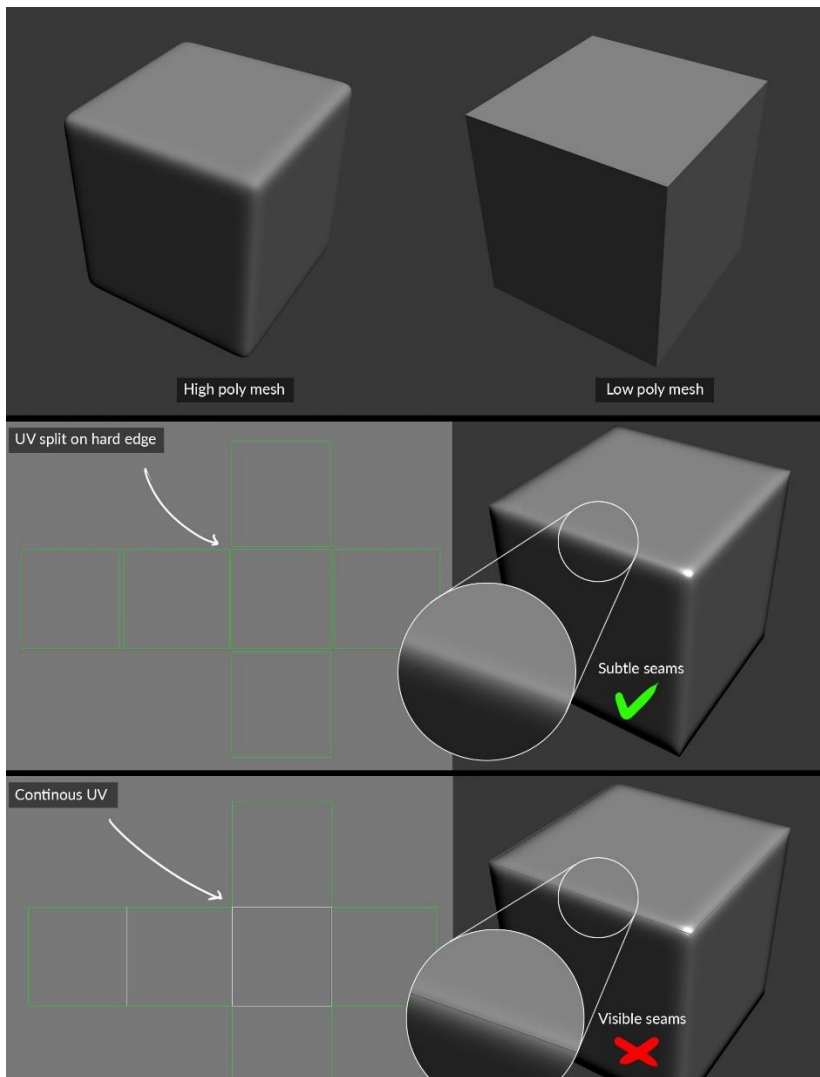 High poly mesh
Low poly mesh
UV split on hard edge
Subtle seams
Continous UV
Visible seams